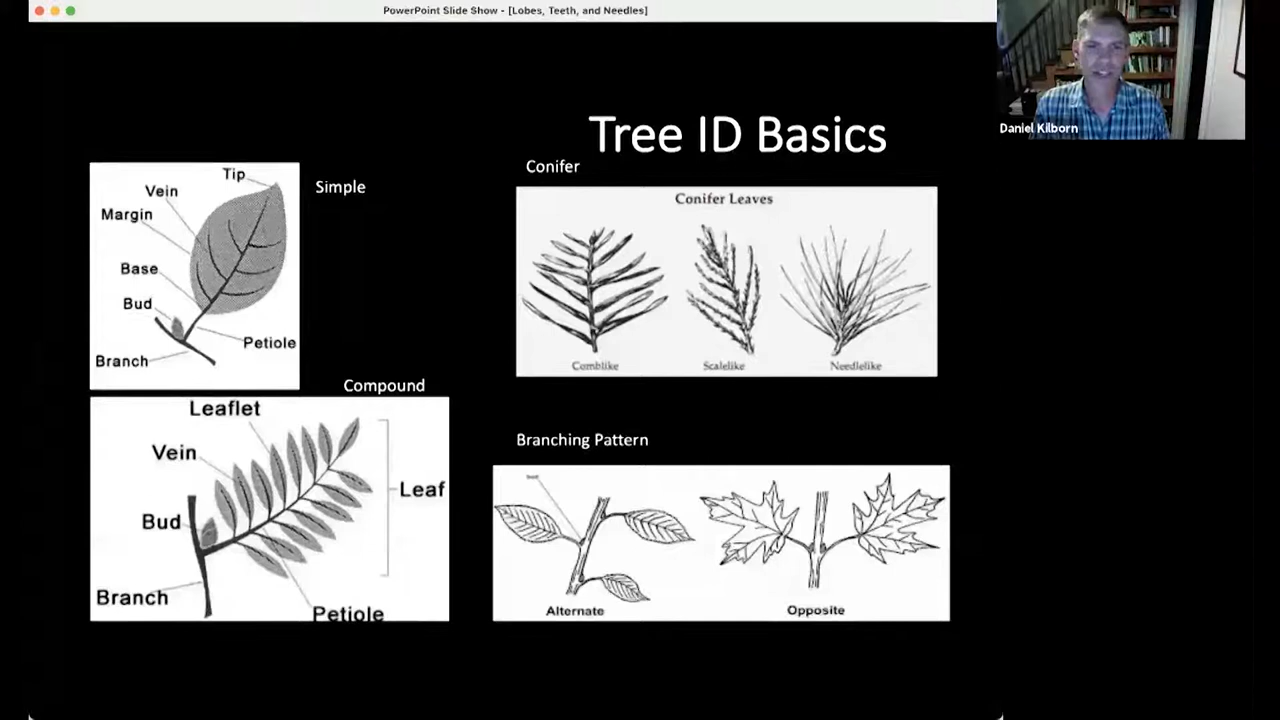 PowerPoint Slide Show - [Lobes, Teeth, and Needles]
Daniel Kilborn
Tree ID Basics
Simple
Tip
Vein
Margin
Base
Bud
Petiole
Branch
Compound
Leaflet
Vein
Leaf
Bud
Branch
Petiole
Conifer
Conifer Leaves
Comblike
Scalelike
Needlelike
Branching Pattern
Alternate
Opposite